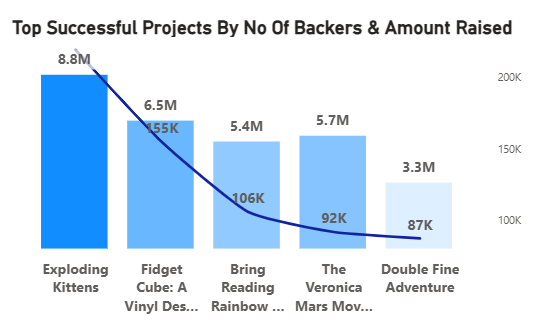 Top Successful Projects By No Of Backers & Amount Raised
8.8M
6.5M
155K
5.4M
106K
5.7M
92K
3.3M
87K
200K
150K
100K
Exploding
Kittens
Fidget
Cube: A
Vinyl Des...
Bring
Reading
Rainbow ...
The
Veronica
Mars Mov...
Double Fine
Adventure